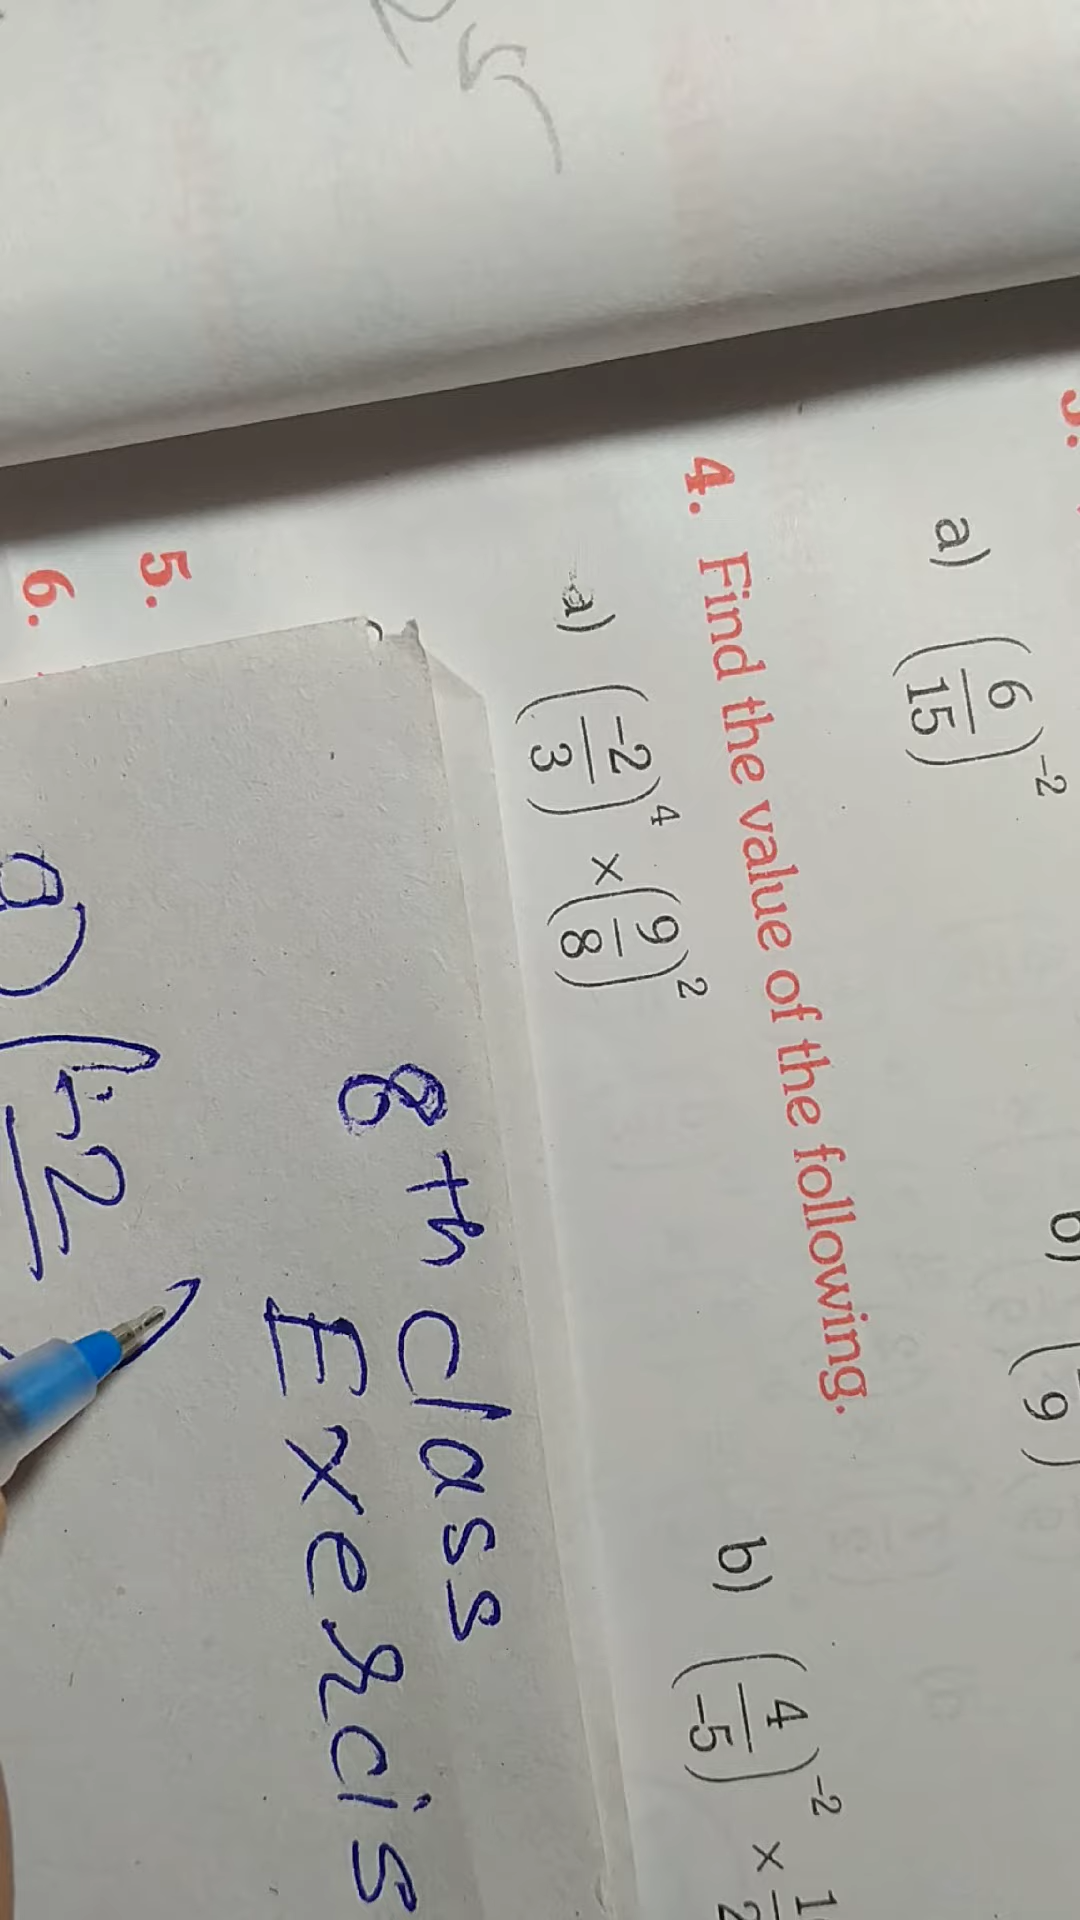 a) (6/15)^-2
b) 9)
4. Find the value of the following.
a) (-2/3)^4 × (9/8)^2
b) (4/-5)^-2 ×
5.
6.
8th class
Exercis
a) (-2